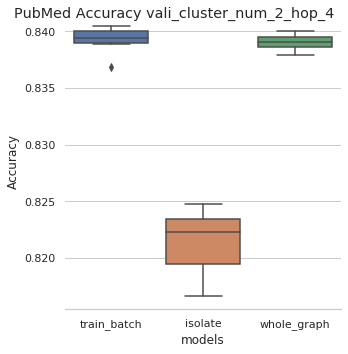 PubMed Accuracy vali_cluster_num_2_hop_4
0.840
0.835
0.830
0.825
0.820
Accuracy
train_batch isolate whole_graph
models